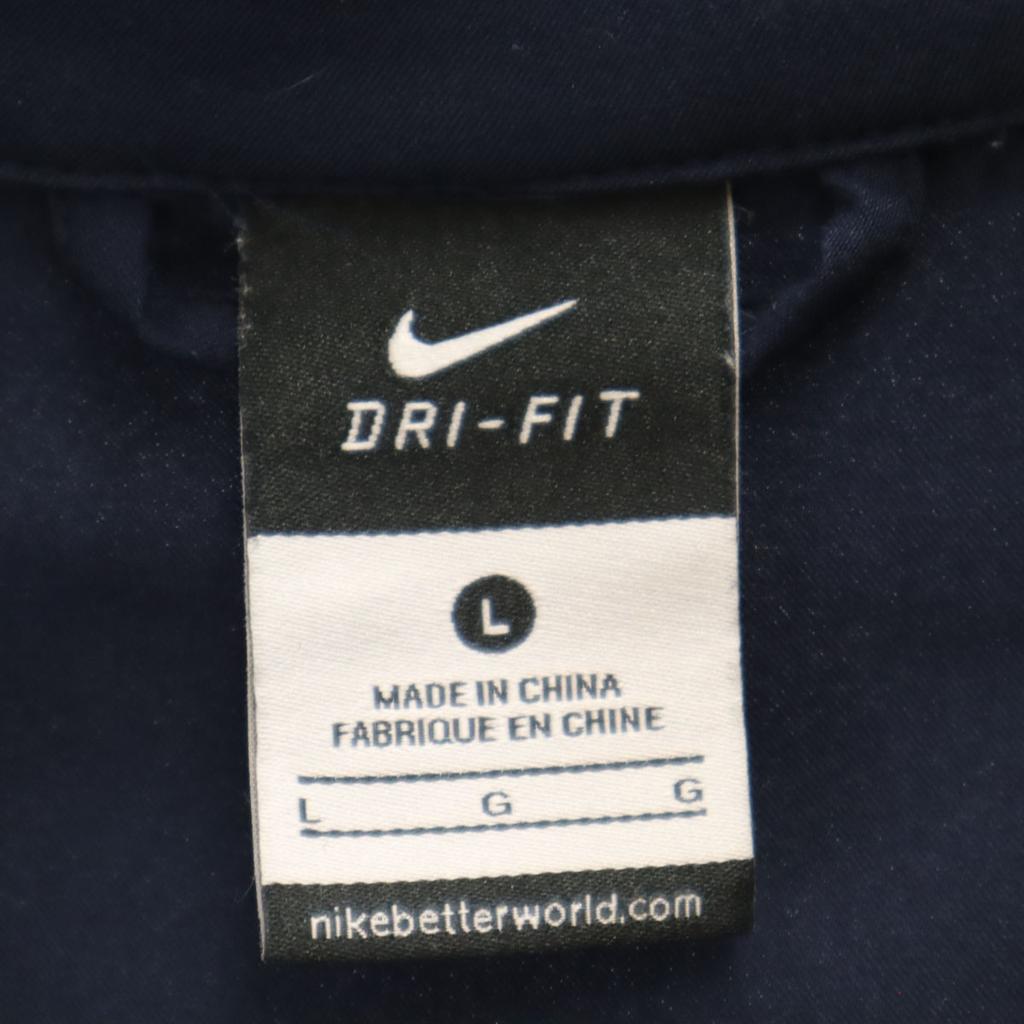 DRI-FIT
L
MADE IN CHINA
FABRIQUE EN CHINE
L G G
nikebetterworld.com